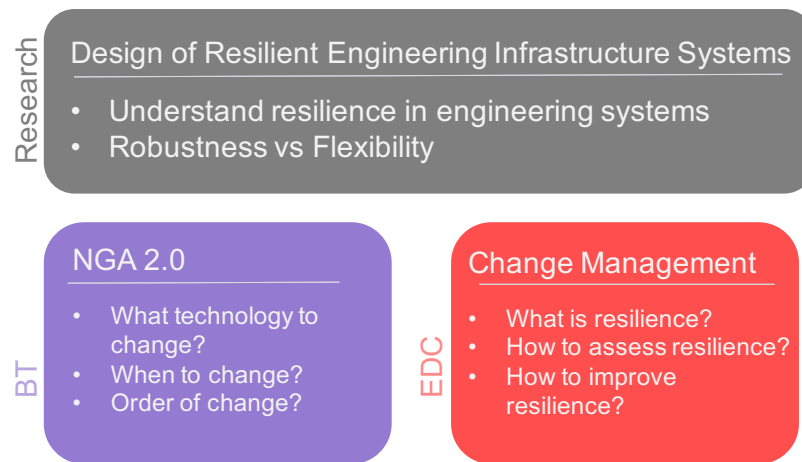 Research
Design of Resilient Engineering Infrastructure Systems
• Understand resilience in engineering systems
• Robustness vs Flexibility
BT
NGA 2.0
• What technology to
change?
• When to change?
• Order of change?
EDC
Change Management
• What is resilience?
• How to assess resilience?
• How to improve
resilience?